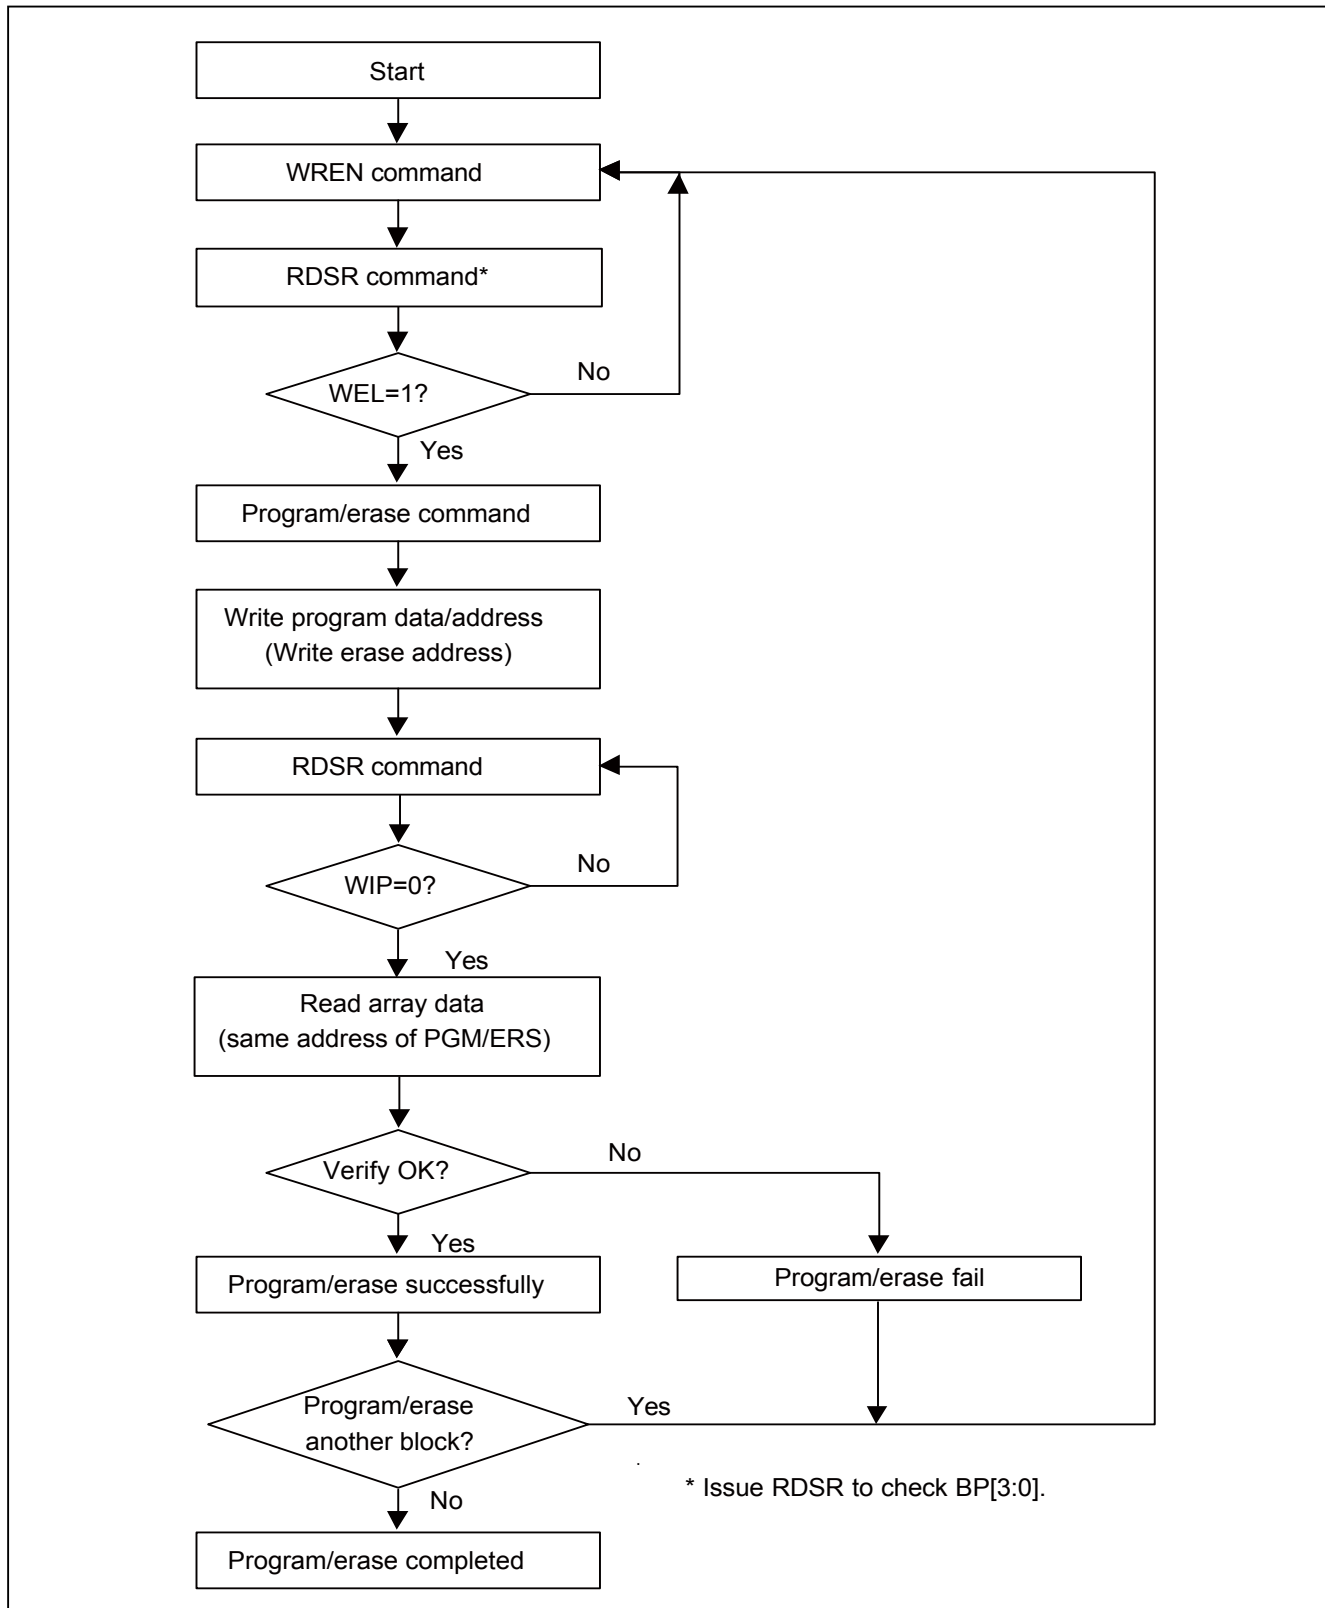 Start
WREN command
RDSR command*
WEL=1?
No
Yes
Program/erase command
Write program data/address
(Write erase address)
RDSR command
WIP=0?
No
Yes
Read array data
(same address of PGM/ERS)
Verify OK?
No
Yes
Program/erase successfully
Program/erase fail
Program/erase
another block?
Yes
* Issue RDSR to check BP[3:0].
No
Program/erase completed